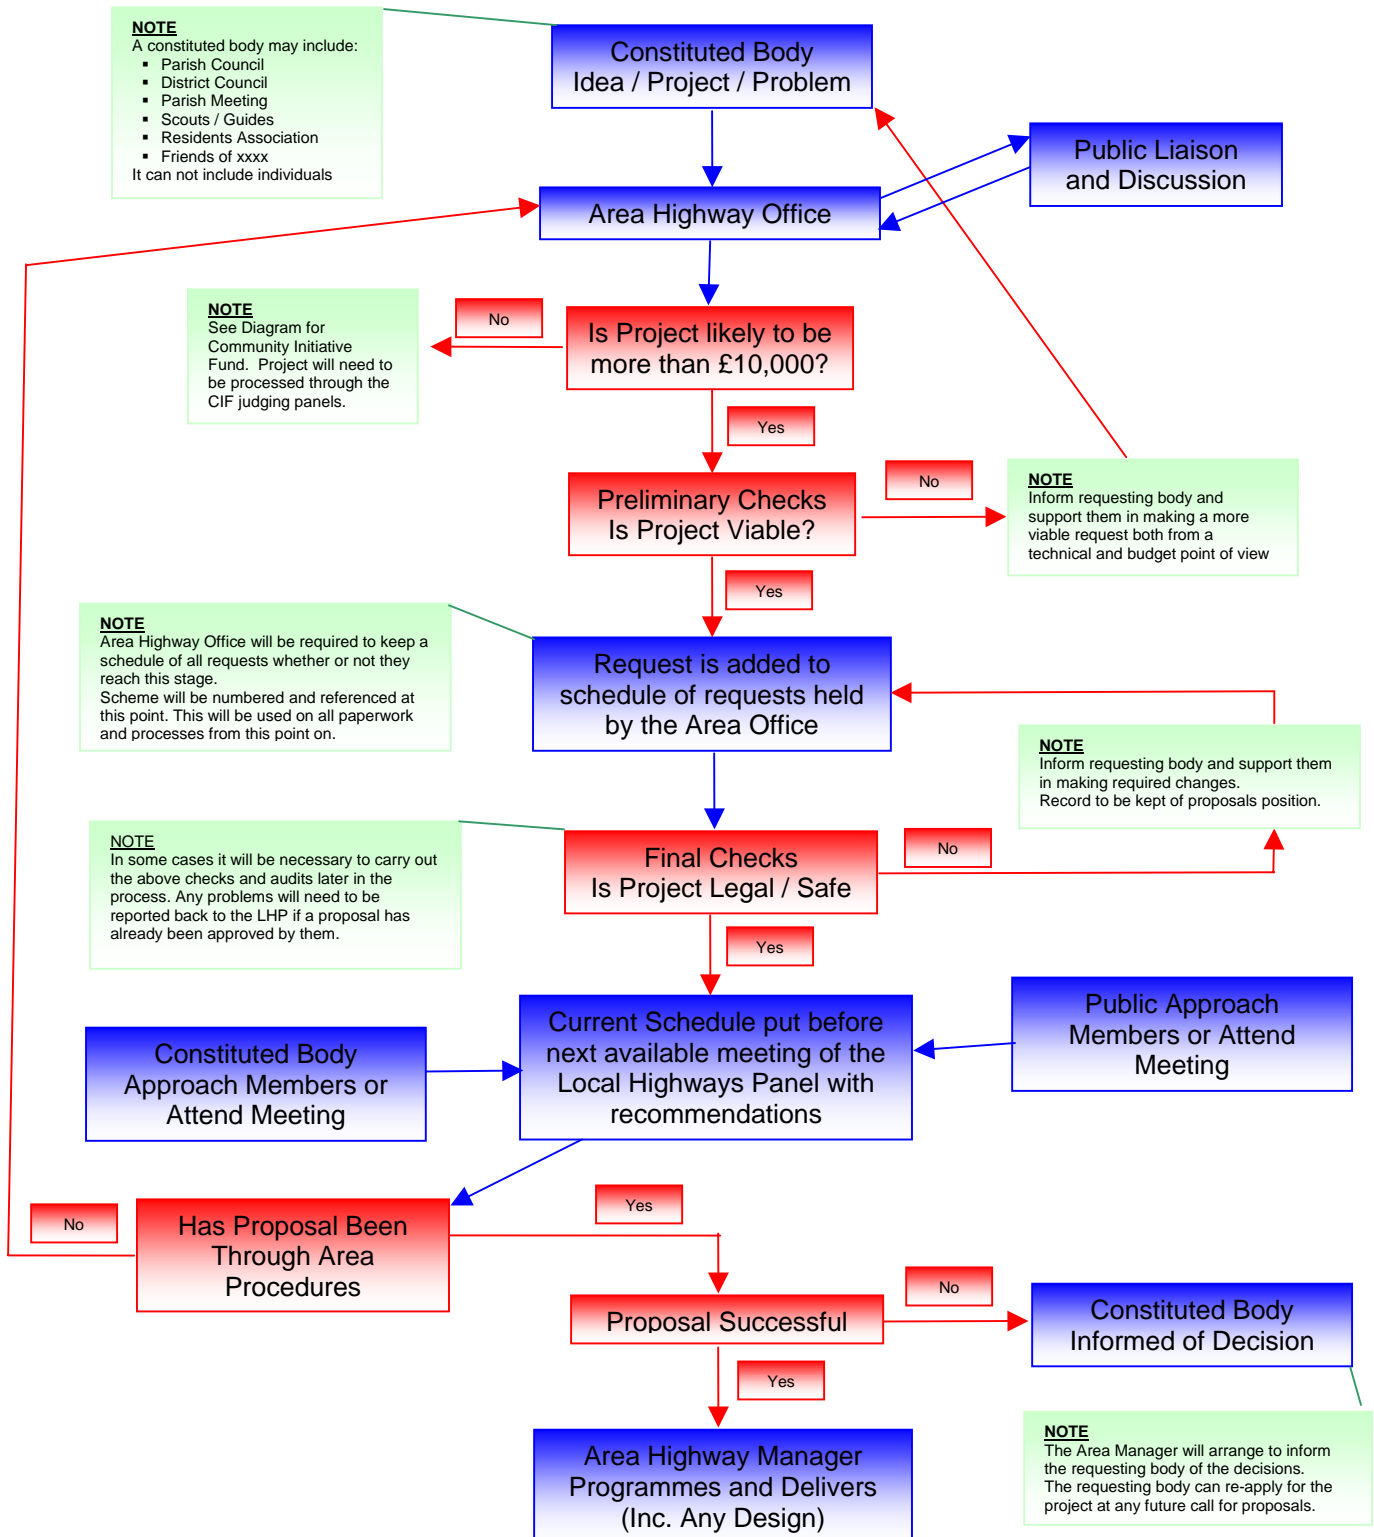 NOTE
A constituted body may include:
▪ Parish Council
▪ District Council
▪ Parish Meeting
▪ Scouts / Guides
▪ Residents Association
▪ Friends of xxxx
It can not include individuals
Constituted Body
Idea / Project / Problem
Public Liaison
and Discussion
Area Highway Office
NOTE
See Diagram for
Community Initiative
Fund. Project will need to
be processed through the
CIF judging panels.
No
Is Project likely to be
more than £10,000?
Yes
Preliminary Checks
Is Project Viable?
No
NOTE
Inform requesting body and
support them in making a more
viable request both from a
technical and budget point of view
Yes
NOTE
Area Highway Office will be required to keep a
schedule of all requests whether or not they
reach this stage.
Scheme will be numbered and referenced at
this point. This will be used on all paperwork
and processes from this point on.
Request is added to
schedule of requests held
by the Area Office
NOTE
Inform requesting body and support them
in making required changes.
Record to be kept of proposals position.
NOTE
In some cases it will be necessary to carry out
the above checks and audits later in the
process. Any problems will need to be
reported back to the LHP if a proposal has
already been approved by them.
Final Checks
Is Project Legal / Safe
No
Yes
Constituted Body
Approach Members or
Attend Meeting
Current Schedule put before
next available meeting of the
Local Highways Panel with
recommendations
Public Approach
Members or Attend
Meeting
No
Has Proposal Been
Through Area
Procedures
Yes
Proposal Successful
No
Constituted Body
Informed of Decision
Yes
Area Highway Manager
Programmes and Delivers
(Inc. Any Design)
NOTE
The Area Manager will arrange to inform
the requesting body of the decisions.
The requesting body can re-apply for the
project at any future call for proposals.